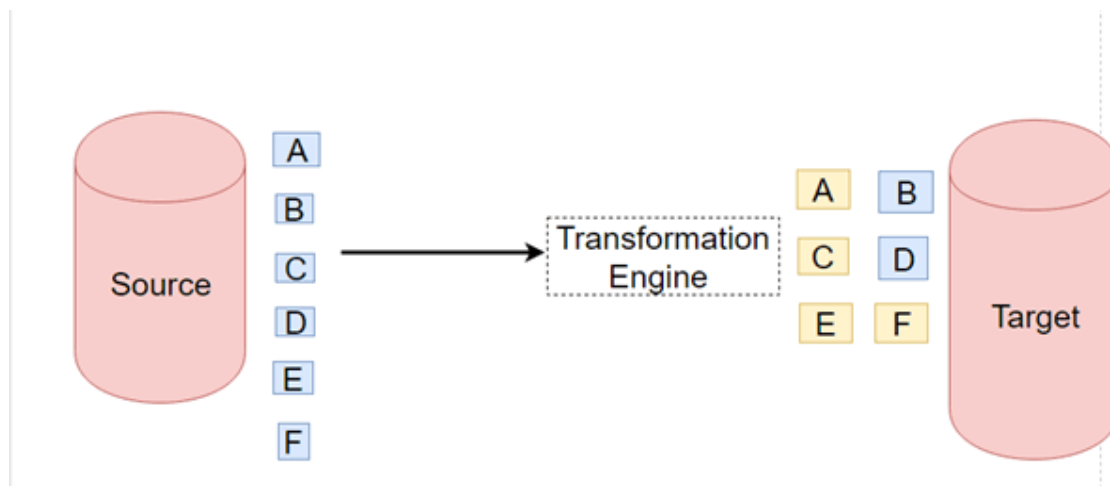 Source
A
B
C
D
E
F
Transformation
Engine
A B
C D
E F
Target